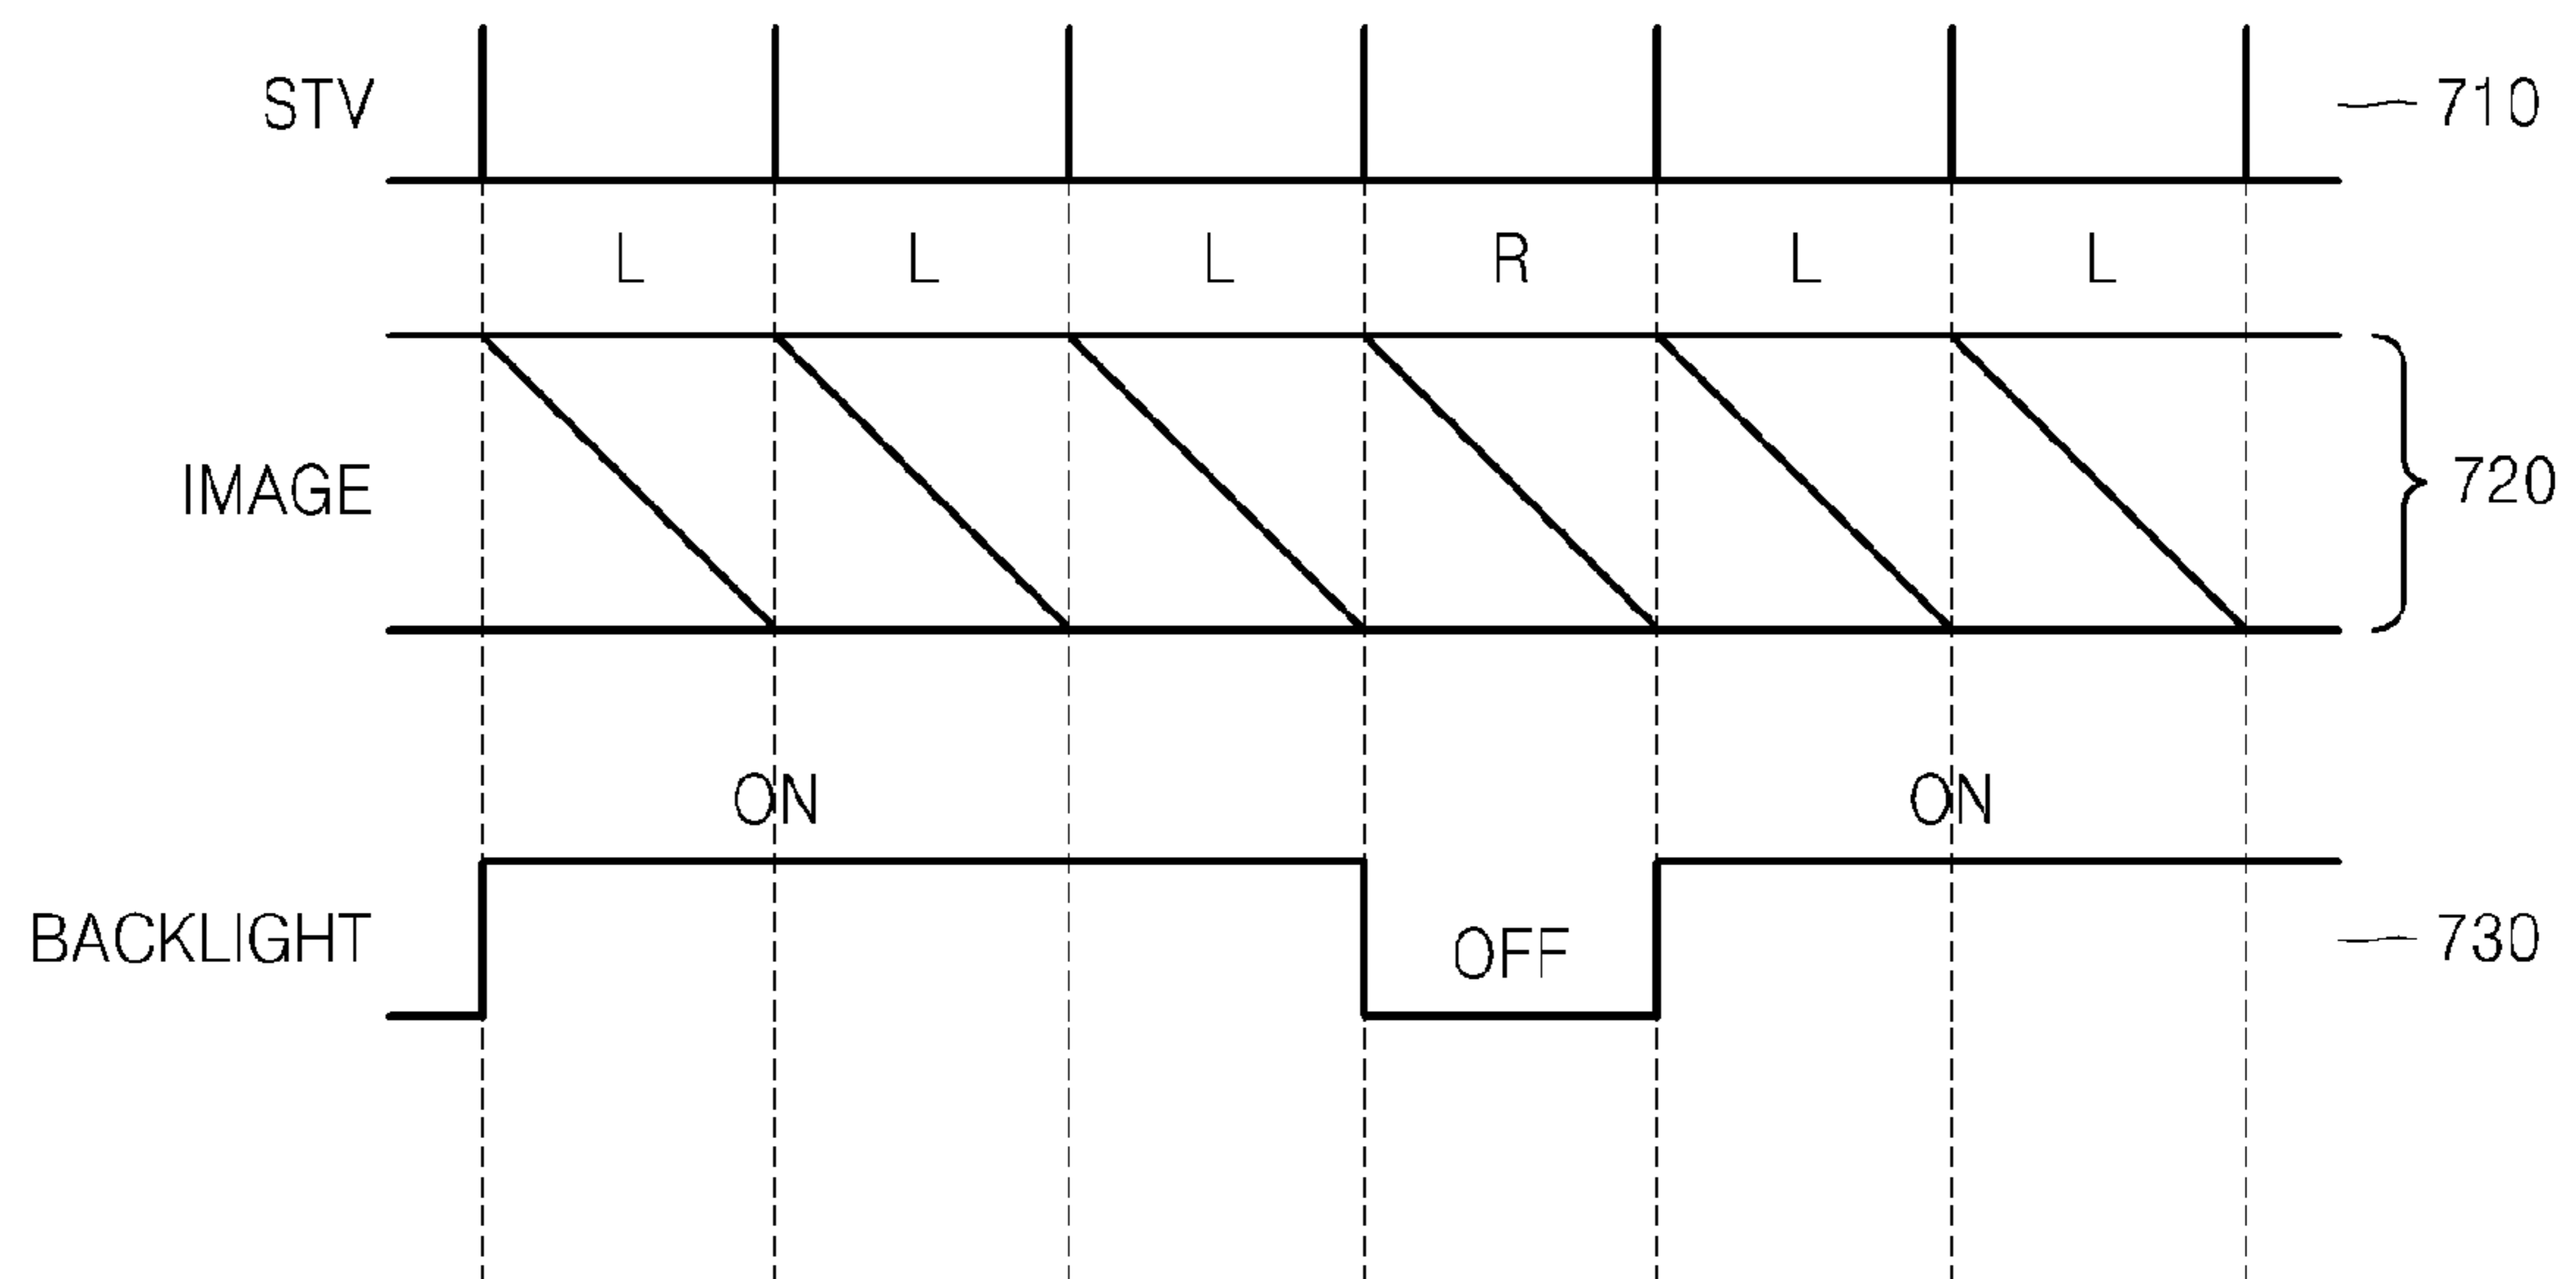 STV 710
L L L R L L
IMAGE 720
ON ON
BACKLIGHT OFF 730